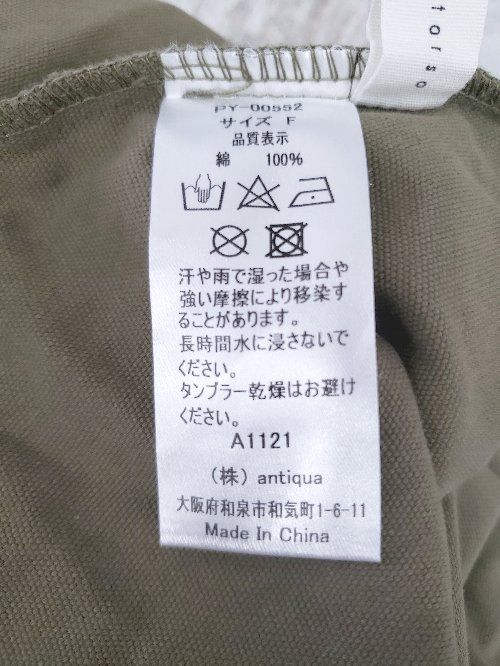 torso
PY-00552
サイズ F
品質表示
綿 100%
汗や雨で湿った場合や
強い摩擦により移染す
ることがあります。
長時間水に浸さないで
ください。
タンブラー乾燥はお避け
ください。
A1121
(株) antiqua
大阪府和泉市和気町1-6-11
Made In China